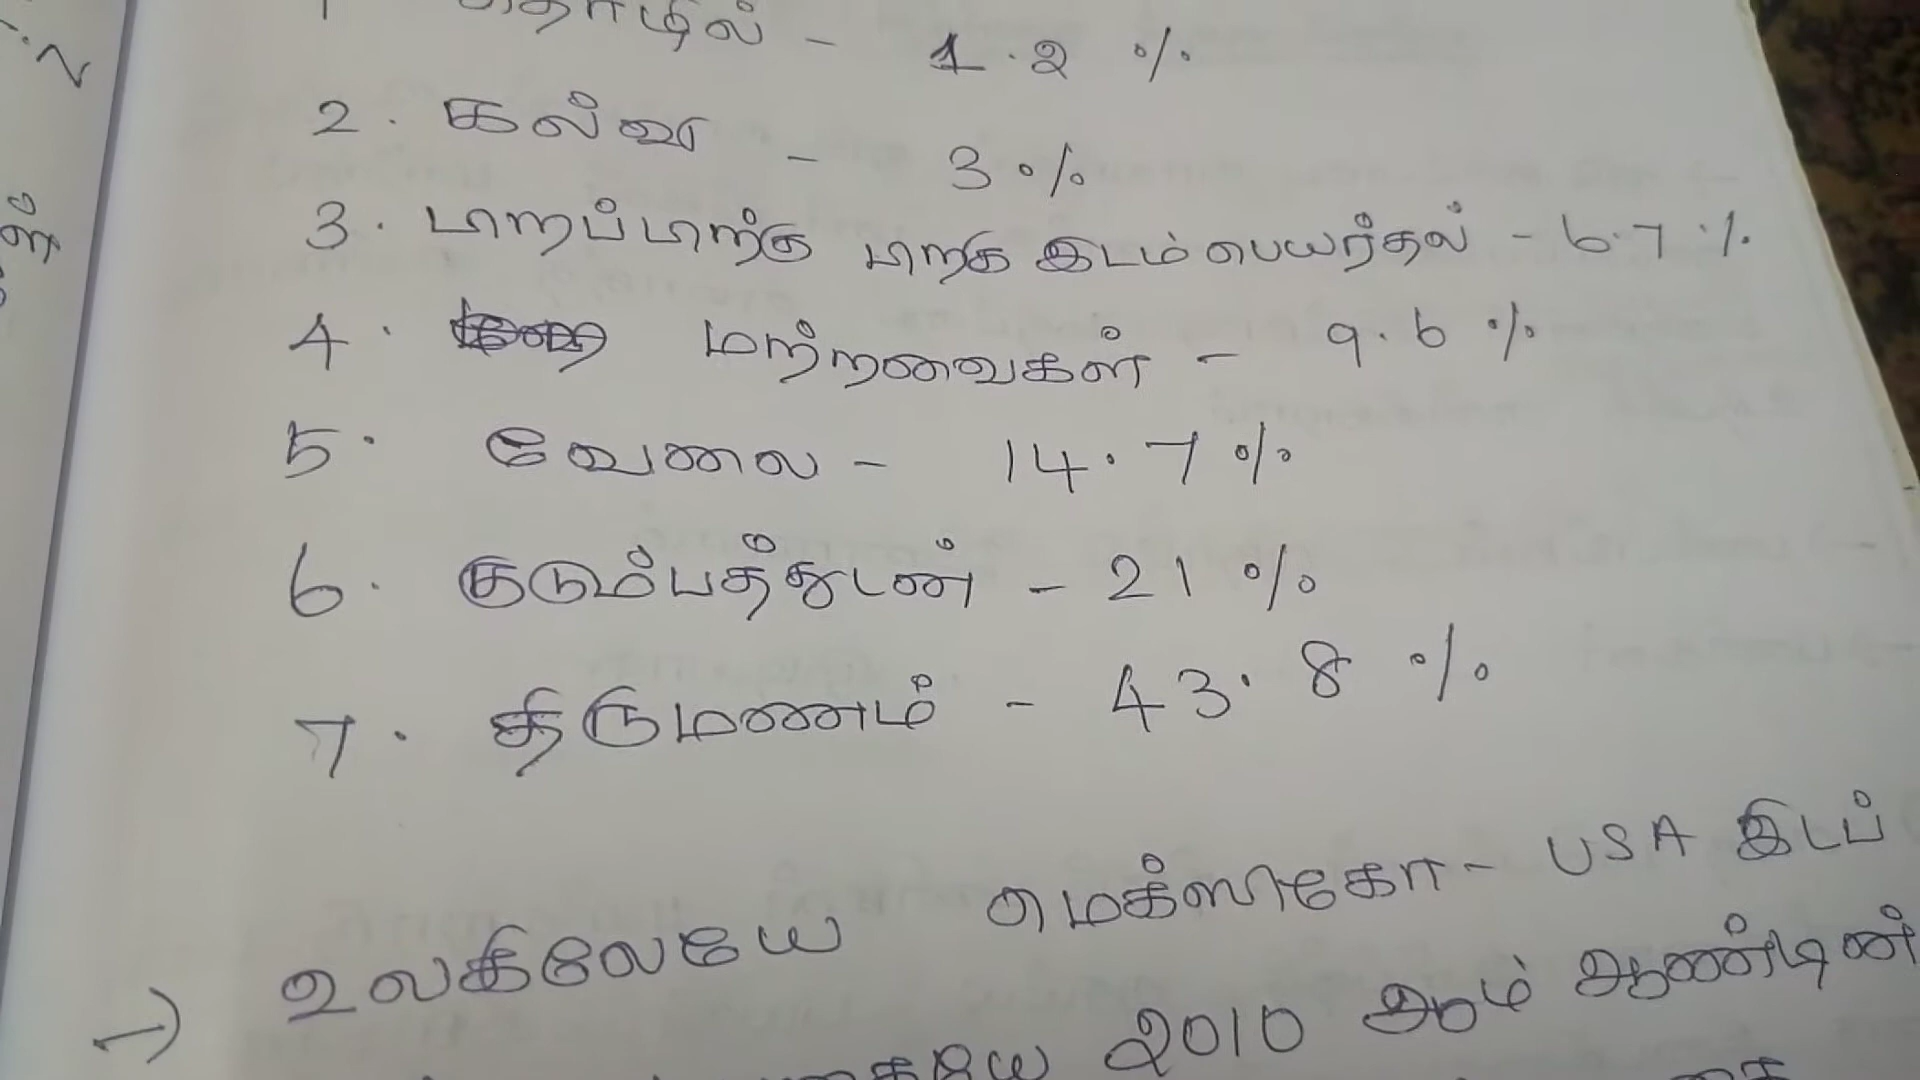 தொழில் - 1.2 %
2. கல்வி - 3 %
3. பிறப்பிற்கு பிறகு இடம்பெயர்தல் - 6.7 %
4. மற்றவைகள் - 9.6 %
5. வேலை - 14.7 %
6. குடும்பத்துடன் - 21 %
7. திருமணம் - 43.8 %
→ உலகிலேயே மெக்ஸிகோ - USA இடப்
2010 ஆம் ஆண்டின்